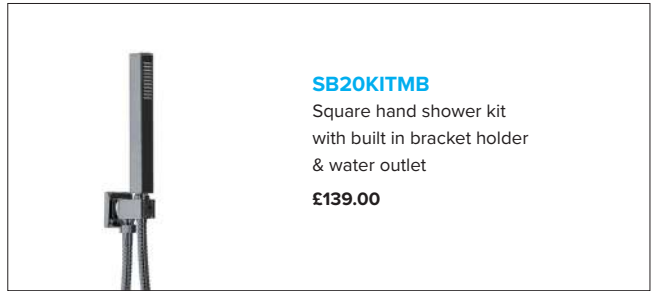 SB20KITMB
Square hand shower kit
with built in bracket holder
& water outlet
£139.00